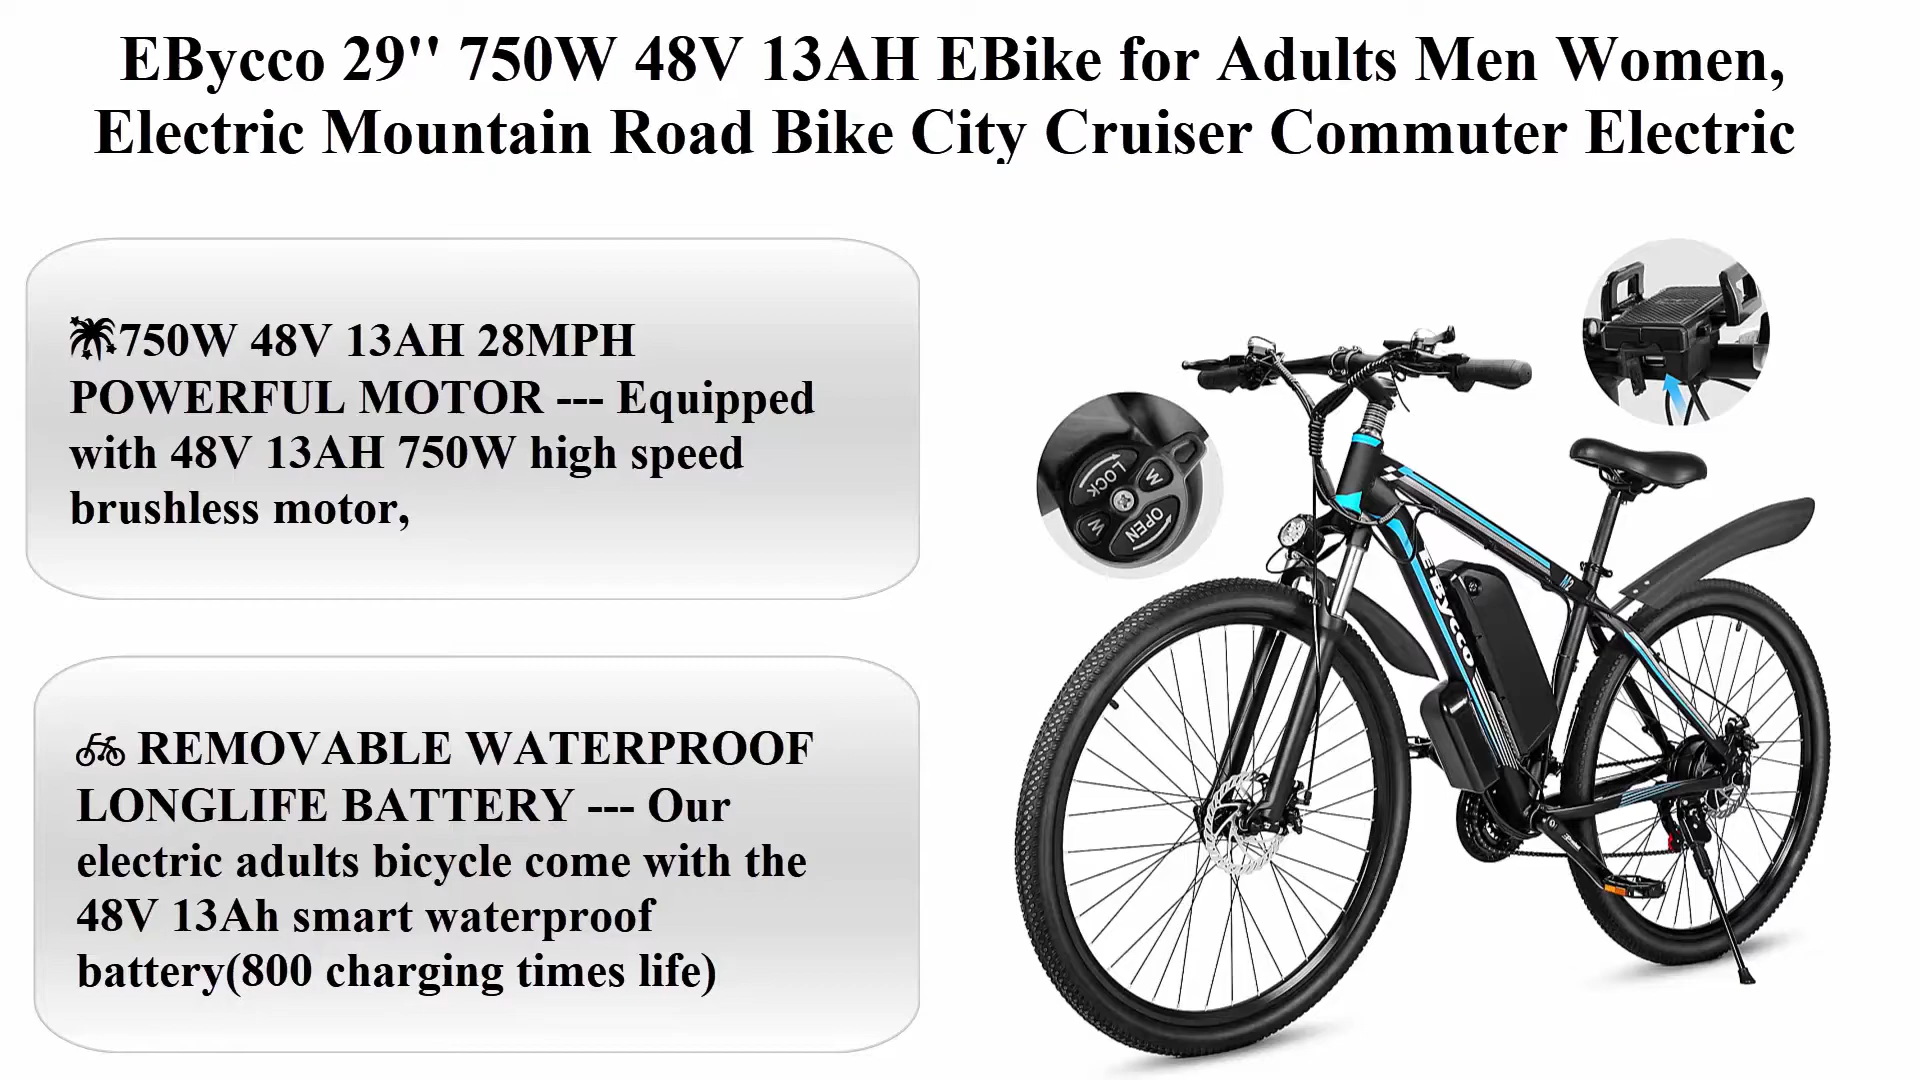 EBycco 29'' 750W 48V 13AH EBike for Adults Men Women,
Electric Mountain Road Bike City Cruiser Commuter Electric
🌴750W 48V 13AH 28MPH
POWERFUL MOTOR --- Equipped
with 48V 13AH 750W high speed
brushless motor,
🚲 REMOVABLE WATERPROOF
LONGLIFE BATTERY --- Our
electric adults bicycle come with the
48V 13Ah smart waterproof
battery(800 charging times life)
LOCK
OPEN
EBycco